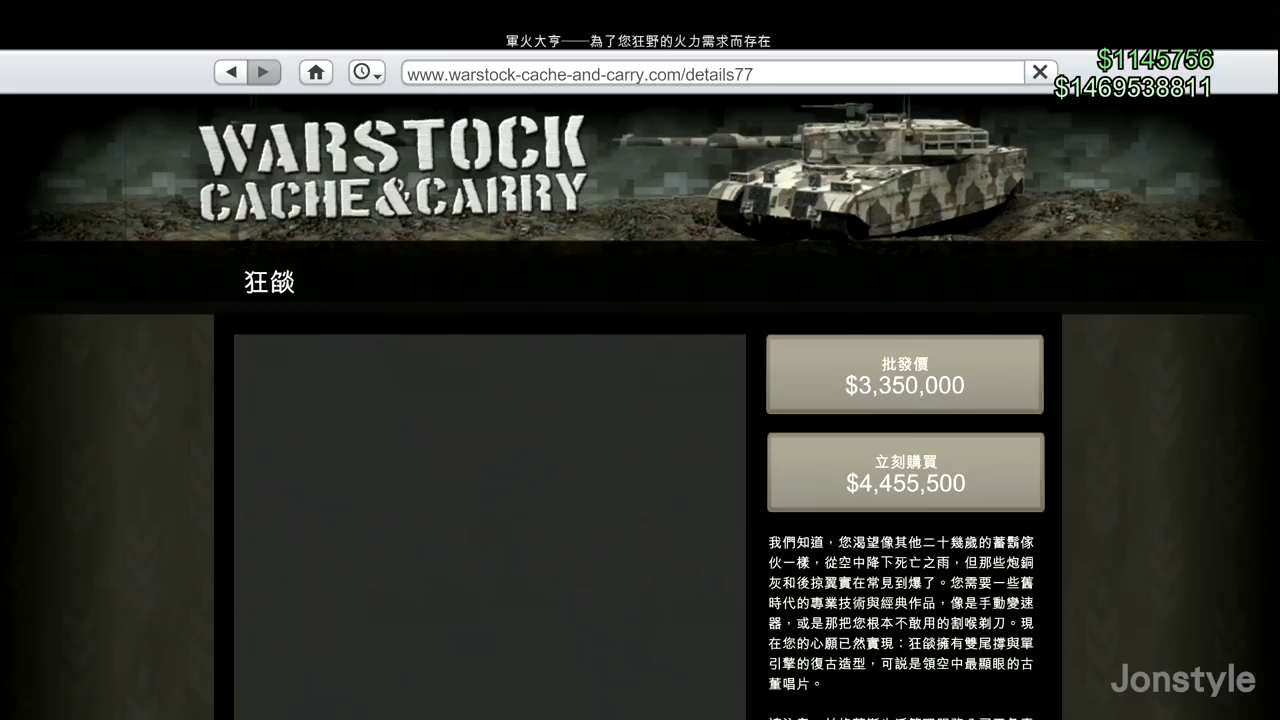 軍火大亨──為了您狂野的火力需求而存在
$1145756
www.warstock-cache-and-carry.com/details77
$1469538811
WARSTOCK
CACHE&CARRY
狂燄
批發價
$3,350,000
立刻購買
$4,455,500
我們知道，您渴望像其他二十幾歲的蓄鬍傢
伙一樣，從空中降下死亡之雨，但那些炮銅
灰和後掠翼實在常見到爆了。您需要一些舊
時代的專業技術與經典作品，像是手動變速
器，或是那把您根本不敢用的割喉剃刀。現
在您的心願已然實現：狂燄擁有雙尾撐與單
引擎的復古造型，可說是領空中最顯眼的古
董唱片。
Jonstyle